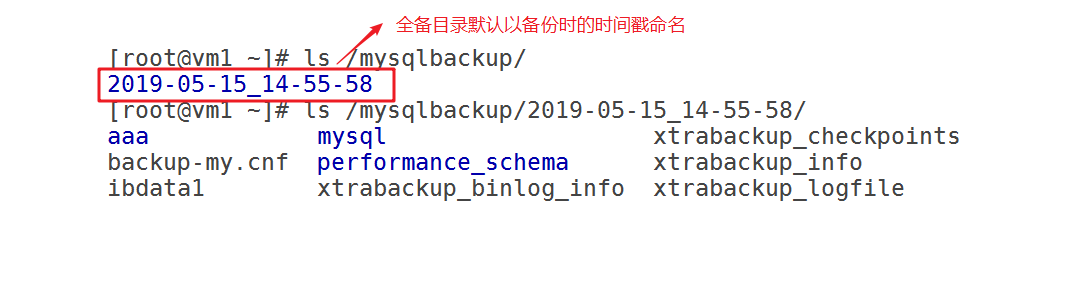 全备目录默认以备份时的时间戳命名
[root@vm1 ~]# ls /mysqlbackup/
2019-05-15_14-55-58
[root@vm1 ~]# ls /mysqlbackup/2019-05-15_14-55-58/
aaa mysql xtrabackup_checkpoints
backup-my.cnf performance_schema xtrabackup_info
ibdata1 xtrabackup_binlog_info xtrabackup_logfile